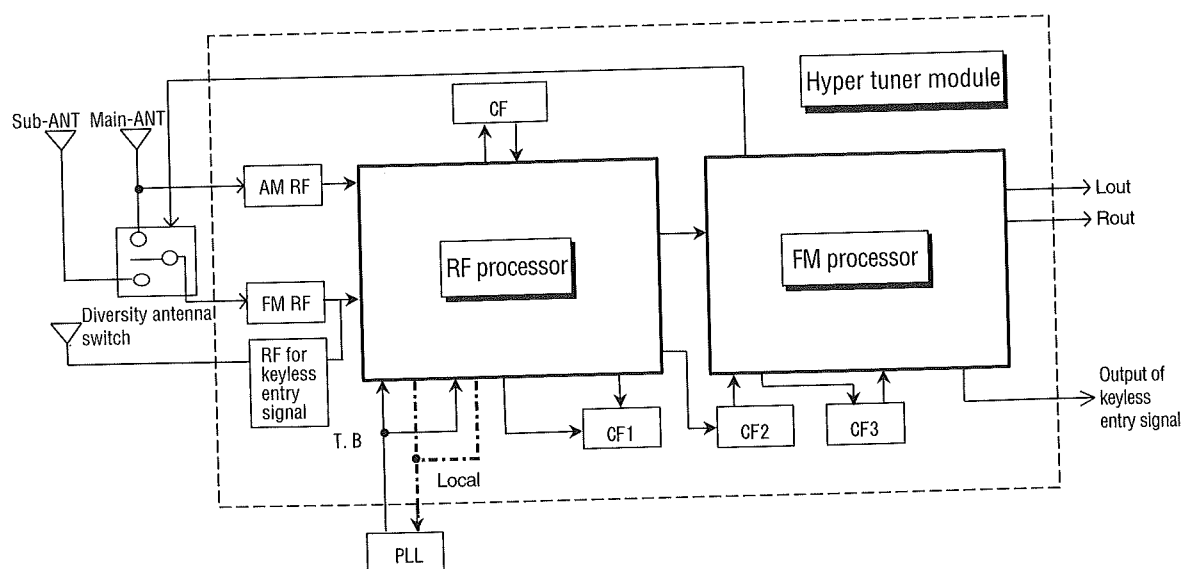 Hyper tuner module
CF
Sub-ANT
Main-ANT
AM RF
RF processor
FM processor
Lout
Rout
FM RF
Diversity antenna
switch
RF for
keyless
entry
signal
T. B
Local
CF1
CF2
CF3
Output of
keyless
entry signal
PLL